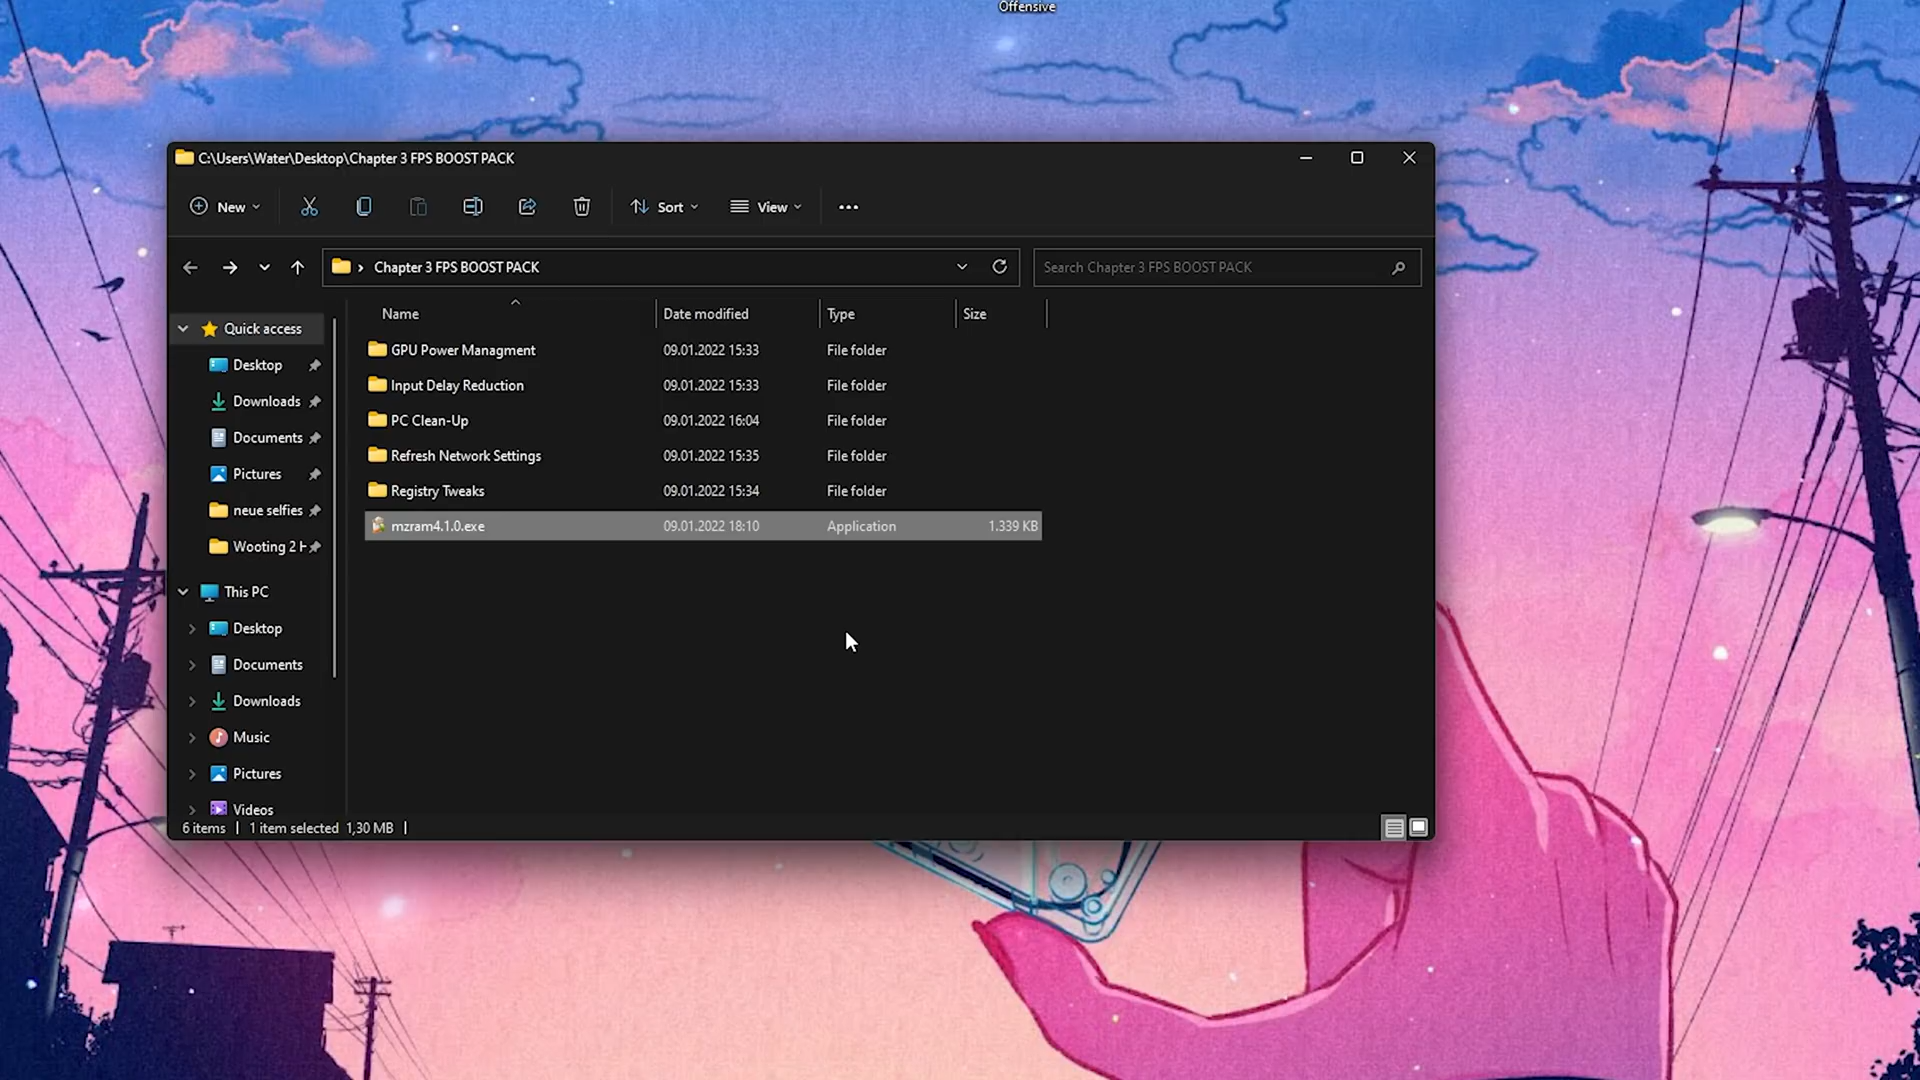 Offensive
C:\Users\Water\Desktop\Chapter 3 FPS BOOST PACK
New
Sort
View
Chapter 3 FPS BOOST PACK
Search Chapter 3 FPS BOOST PACK
Name Date modified Type Size
Quick access
Desktop
Downloads
Documents
Pictures
neue selfies
Wooting 2 H
This PC
Desktop
Documents
Downloads
Music
Pictures
Videos
GPU Power Managment 09.01.2022 15:33 File folder
Input Delay Reduction 09.01.2022 15:33 File folder
PC Clean-Up 09.01.2022 16:04 File folder
Refresh Network Settings 09.01.2022 15:35 File folder
Registry Tweaks 09.01.2022 15:34 File folder
mzram4.1.0.exe 09.01.2022 18:10 Application 1.339 KB
6 items | 1 item selected 1,30 MB |